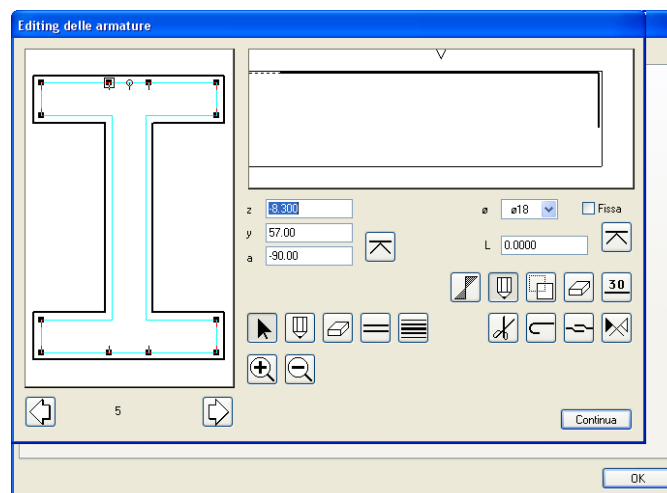 Editing delle armature
z -8.300
ø ø18 Fissa
y 57.00
L 0.0000
a -90.00
30
5
Continua
OK